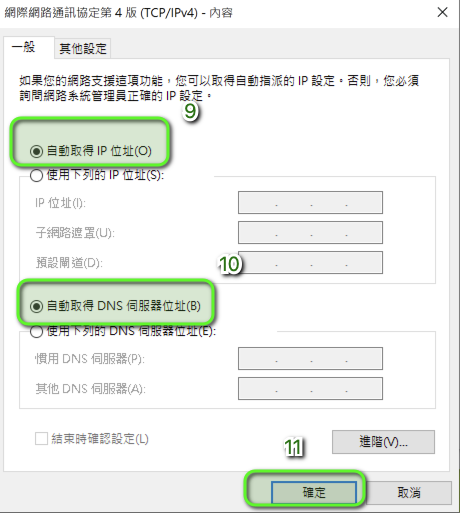 網際網路通訊協定第 4 版 (TCP/IPv4) - 內容
一般
其他設定
如果您的網路支援這項功能，您可以取得自動指派的 IP 設定。否則，您必須
詢問網路系統管理員正確的 IP 設定。
9
自動取得 IP 位址(O)
使用下列的 IP 位址(S):
IP 位址(I):
子網路遮罩(U):
預設閘道(D):
10
自動取得 DNS 伺服器位址(B)
使用下列的 DNS 伺服器位址(E):
慣用 DNS 伺服器(P):
其他 DNS 伺服器(A):
結束時確認設定(L)
進階(V)...
11
確定
取消